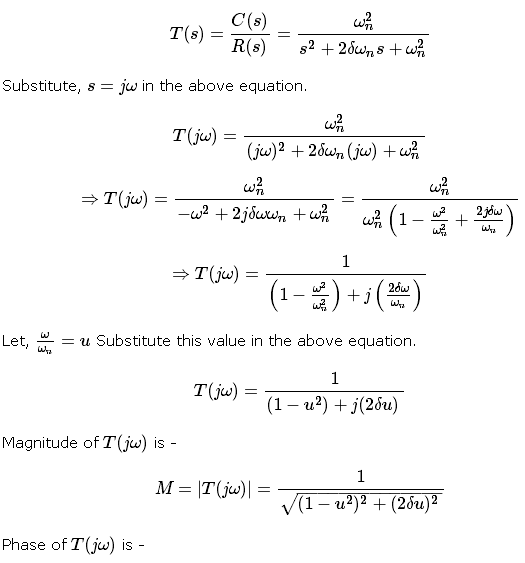 T(s) = \frac{C(s)}{R(s)} = \frac{\omega_n^2}{s^2 + 2\delta\omega_n s + \omega_n^2}
Substitute, s = j\omega in the above equation.
T(j\omega) = \frac{\omega_n^2}{(j\omega)^2 + 2\delta\omega_n(j\omega) + \omega_n^2}
\Rightarrow T(j\omega) = \frac{\omega_n^2}{-\omega^2 + 2j\delta\omega\omega_n + \omega_n^2} = \frac{\omega_n^2}{\omega_n^2\left(1 - \frac{\omega^2}{\omega_n^2} + \frac{2j\delta\omega}{\omega_n}\right)}
\Rightarrow T(j\omega) = \frac{1}{\left(1 - \frac{\omega^2}{\omega_n^2}\right) + j\left(\frac{2\delta\omega}{\omega_n}\right)}
Let, \frac{\omega}{\omega_n} = u Substitute this value in the above equation.
T(j\omega) = \frac{1}{(1 - u^2) + j(2\delta u)}
Magnitude of T(j\omega) is -
M = |T(j\omega)| = \frac{1}{\sqrt{(1 - u^2)^2 + (2\delta u)^2}}
Phase of T(j\omega) is -